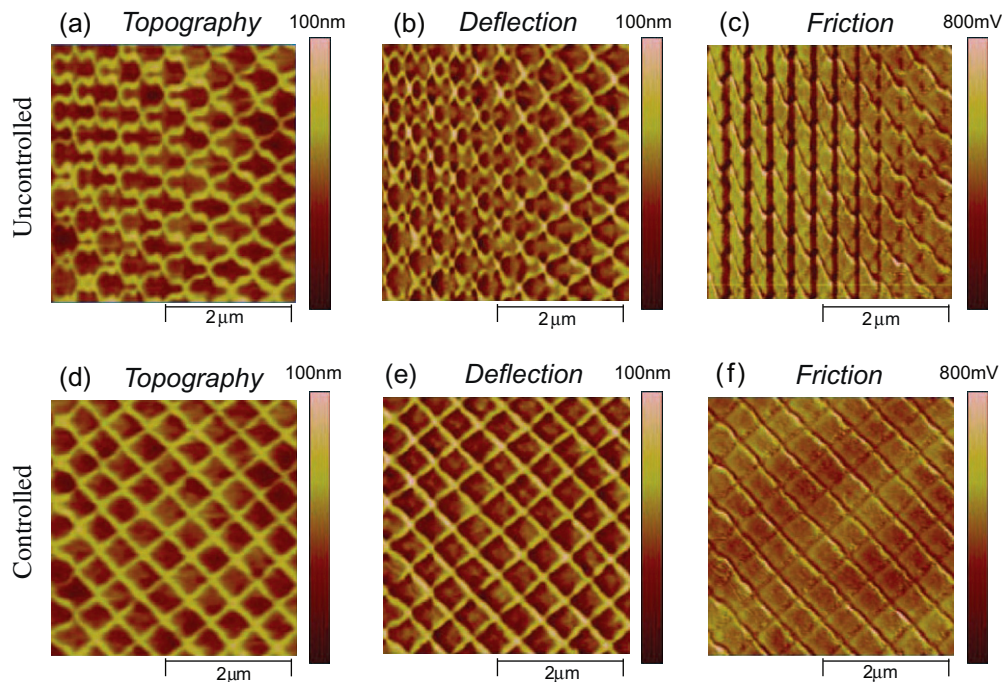 (a) Topography 100nm
(b) Deflection 100nm
(c) Friction 800mV
Uncontrolled
2μm
2μm
2μm
(d) Topography 100nm
(e) Deflection 100nm
(f) Friction 800mV
Controlled
2μm
2μm
2μm